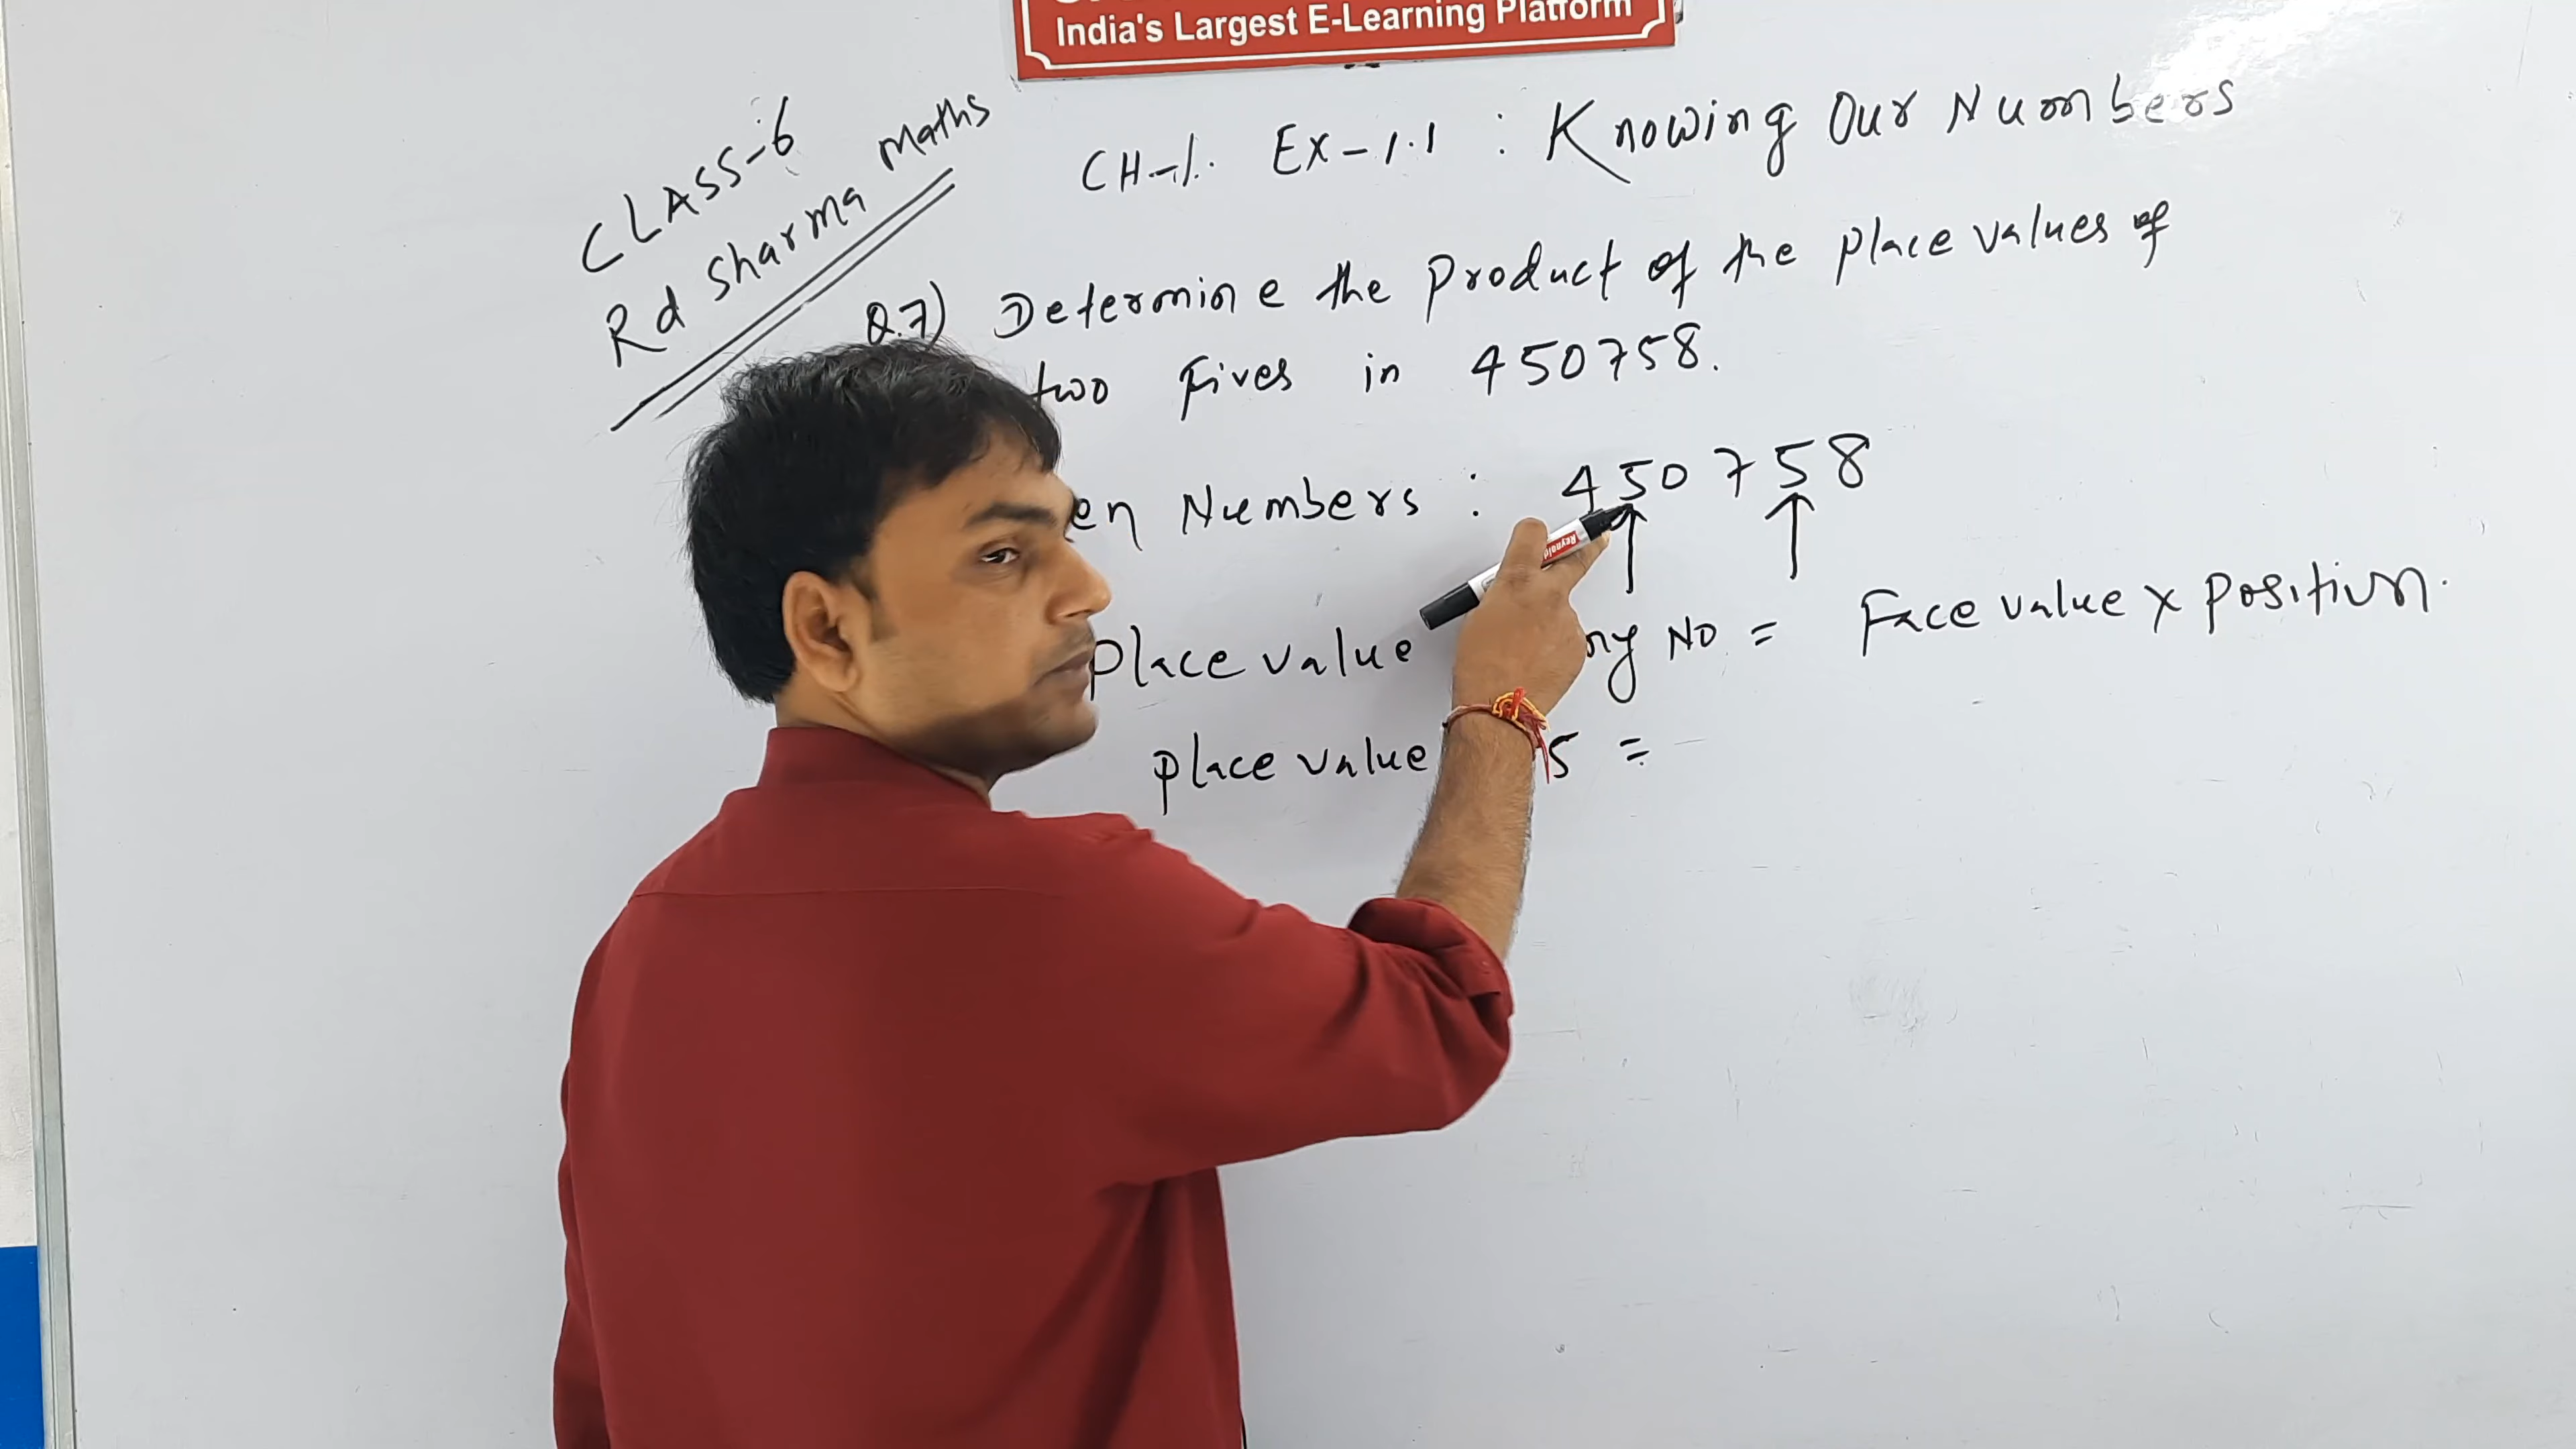 India's Largest E-Learning Platform
CLASS-6
Rd Sharma Maths
CH-1. Ex-1.1 : Knowing Our Numbers
Q.7) Determine the Product of the place values of
two Fives in 450758.
Numbers : 450758
Place value No = Face value x Position.
place value 5 =
Reynolds